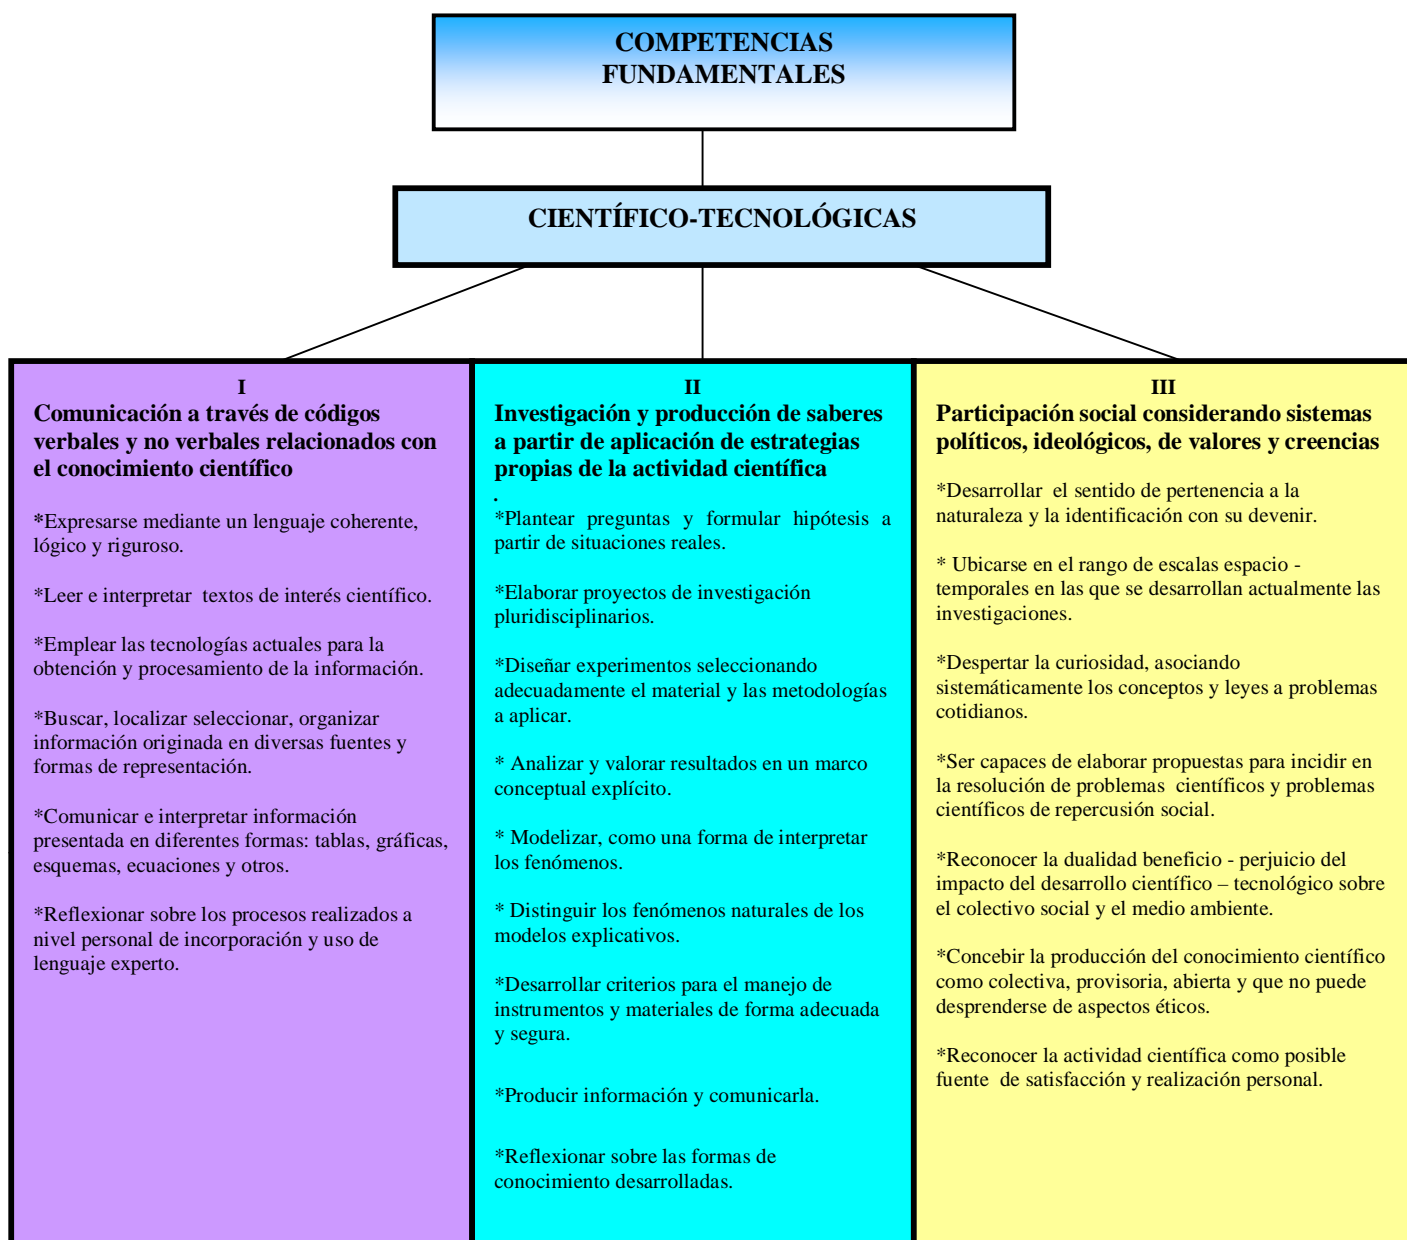 COMPETENCIAS
FUNDAMENTALES
CIENTÍFICO-TECNOLÓGICAS
I
Comunicación a través de códigos
verbales y no verbales relacionados con
el conocimiento científico
*Expresarse mediante un lenguaje coherente,
lógico y riguroso.
*Leer e interpretar textos de interés científico.
*Emplear las tecnologías actuales para la
obtención y procesamiento de la información.
*Buscar, localizar seleccionar, organizar
información originada en diversas fuentes y
formas de representación.
*Comunicar e interpretar información
presentada en diferentes formas: tablas, gráficas,
esquemas, ecuaciones y otros.
*Reflexionar sobre los procesos realizados a
nivel personal de incorporación y uso de
lenguaje experto.
II
Investigación y producción de saberes
a partir de aplicación de estrategias
propias de la actividad científica
.
*Plantear preguntas y formular hipótesis a
partir de situaciones reales.
*Elaborar proyectos de investigación
pluridisciplinarios.
*Diseñar experimentos seleccionando
adecuadamente el material y las metodologías
a aplicar.
* Analizar y valorar resultados en un marco
conceptual explícito.
* Modelizar, como una forma de interpretar
los fenómenos.
* Distinguir los fenómenos naturales de los
modelos explicativos.
*Desarrollar criterios para el manejo de
instrumentos y materiales de forma adecuada
y segura.
*Producir información y comunicarla.
*Reflexionar sobre las formas de
conocimiento desarrolladas.
III
Participación social considerando sistemas
políticos, ideológicos, de valores y creencias
*Desarrollar el sentido de pertenencia a la
naturaleza y la identificación con su devenir.
* Ubicarse en el rango de escalas espacio -
temporales en las que se desarrollan actualmente las
investigaciones.
*Despertar la curiosidad, asociando
sistemáticamente los conceptos y leyes a problemas
cotidianos.
*Ser capaces de elaborar propuestas para incidir en
la resolución de problemas científicos y problemas
científicos de repercusión social.
*Reconocer la dualidad beneficio - perjuicio del
impacto del desarrollo científico – tecnológico sobre
el colectivo social y el medio ambiente.
*Concebir la producción del conocimiento científico
como colectiva, provisoria, abierta y que no puede
desprenderse de aspectos éticos.
*Reconocer la actividad científica como posible
fuente de satisfacción y realización personal.